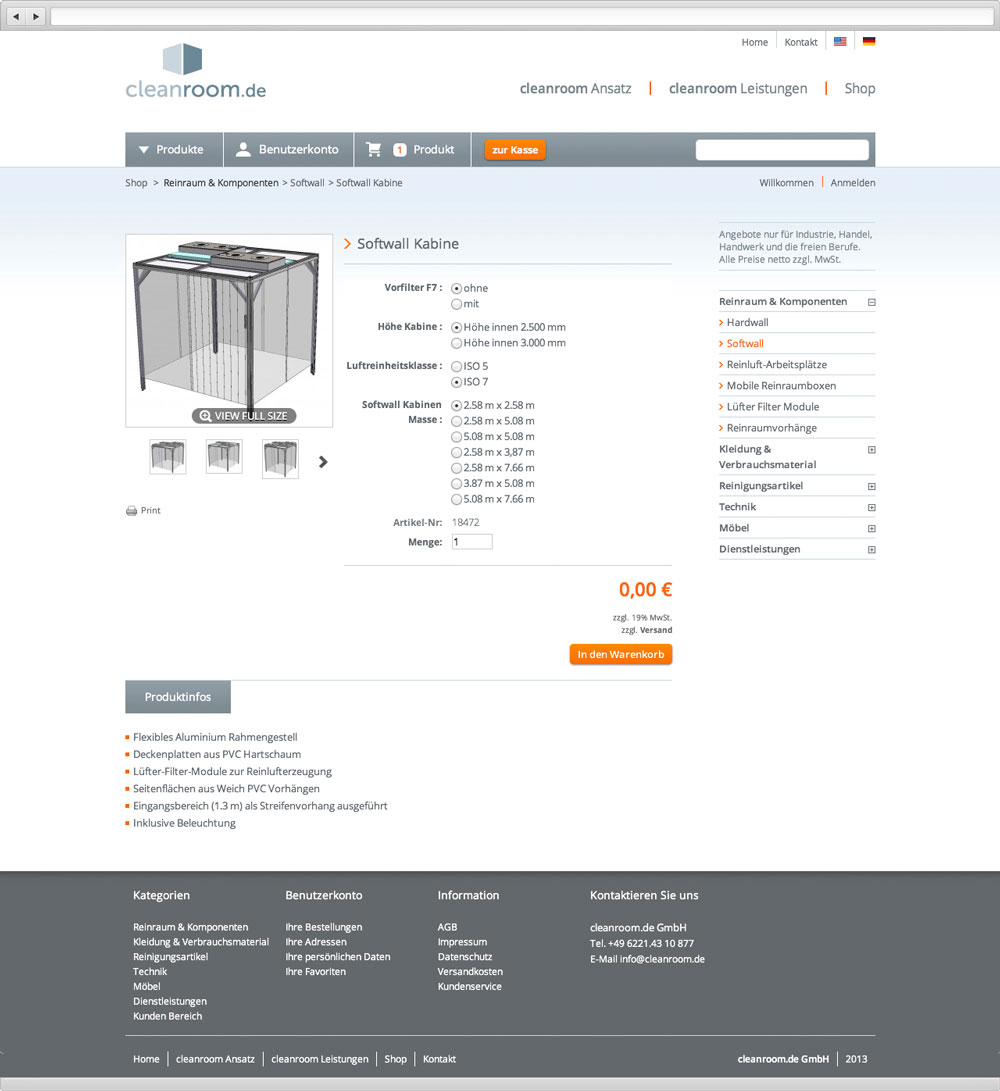 Home Kontakt
cleanroom.de
cleanroom Ansatz cleanroom Leistungen Shop
Produkte Benutzerkonto 1 Produkt zur Kasse
Shop > Reinraum & Komponenten > Softwall > Softwall Kabine
Willkommen Anmelden
VIEW FULL SIZE
Print
Softwall Kabine
Vorfilter F7 : ohne
mit
Höhe Kabine : Höhe innen 2.500 mm
Höhe innen 3.000 mm
Luftreinheitsklasse : ISO 5
ISO 7
Softwall Kabinen 2.58 m x 2.58 m
Masse : 2.58 m x 5.08 m
5.08 m x 5.08 m
2.58 m x 3,87 m
2.58 m x 7.66 m
3.87 m x 5.08 m
5.08 m x 7.66 m
Artikel-Nr: 18472
Menge: 1
0,00 €
zzgl. 19% MwSt.
zzgl. Versand
In den Warenkorb
Angebote nur für Industrie, Handel,
Handwerk und die freien Berufe.
Alle Preise netto zzgl. MwSt.
Reinraum & Komponenten
Hardwall
Softwall
Reinluft-Arbeitsplätze
Mobile Reinraumboxen
Lüfter Filter Module
Reinraumvorhänge
Kleidung &
Verbrauchsmaterial
Reinigungsartikel
Technik
Möbel
Dienstleistungen
Produktinfos
Flexibles Aluminium Rahmengestell
Deckenplatten aus PVC Hartschaum
Lüfter-Filter-Module zur Reinlufterzeugung
Seitenflächen aus Weich PVC Vorhängen
Eingangsbereich (1.3 m) als Streifenvorhang ausgeführt
Inklusive Beleuchtung
Kategorien
Reinraum & Komponenten
Kleidung & Verbrauchsmaterial
Reinigungsartikel
Technik
Möbel
Dienstleistungen
Kunden Bereich
Benutzerkonto
Ihre Bestellungen
Ihre Adressen
Ihre persönlichen Daten
Ihre Favoriten
Information
AGB
Impressum
Datenschutz
Versandkosten
Kundenservice
Kontaktieren Sie uns
cleanroom.de GmbH
Tel. +49 6221.43 10 877
E-Mail info@cleanroom.de
Home cleanroom Ansatz cleanroom Leistungen Shop Kontakt
cleanroom.de GmbH 2013